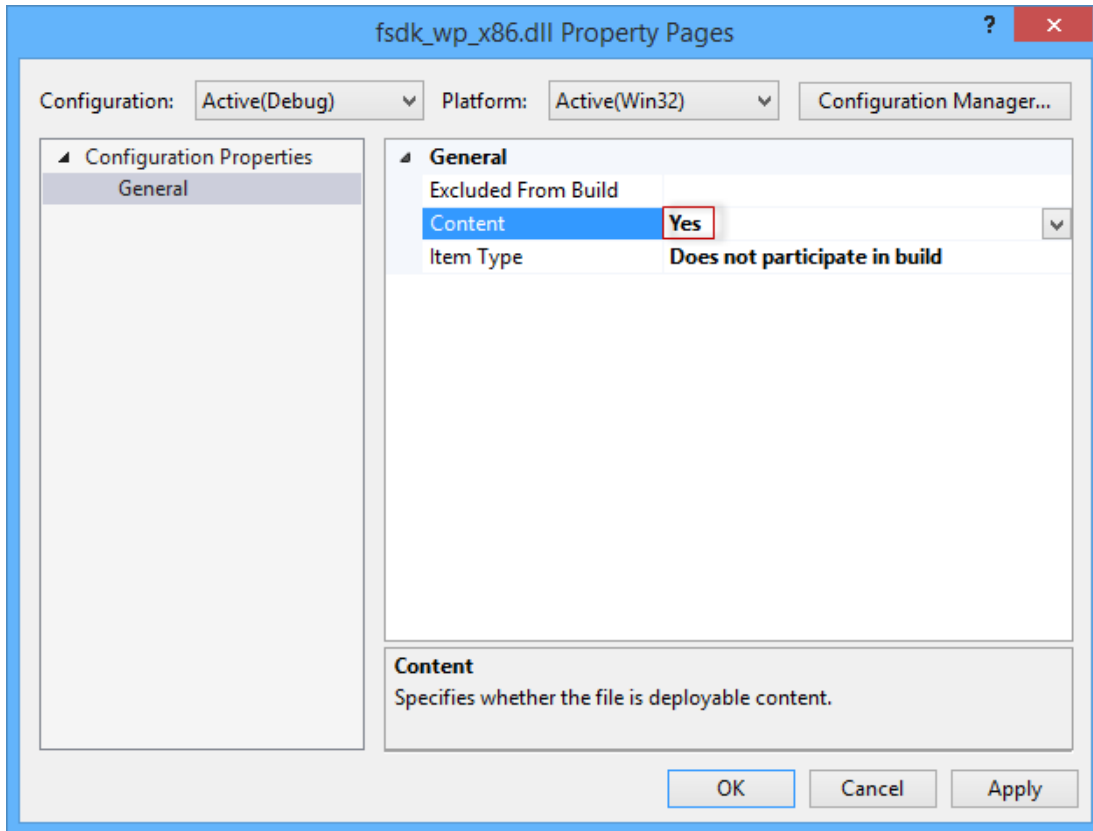 fsdk_wp_x86.dll Property Pages
?
×
Configuration: Active(Debug) Platform: Active(Win32) Configuration Manager...
Configuration Properties
General
General
Excluded From Build
Content Yes
Item Type Does not participate in build
Content
Specifies whether the file is deployable content.
OK Cancel Apply